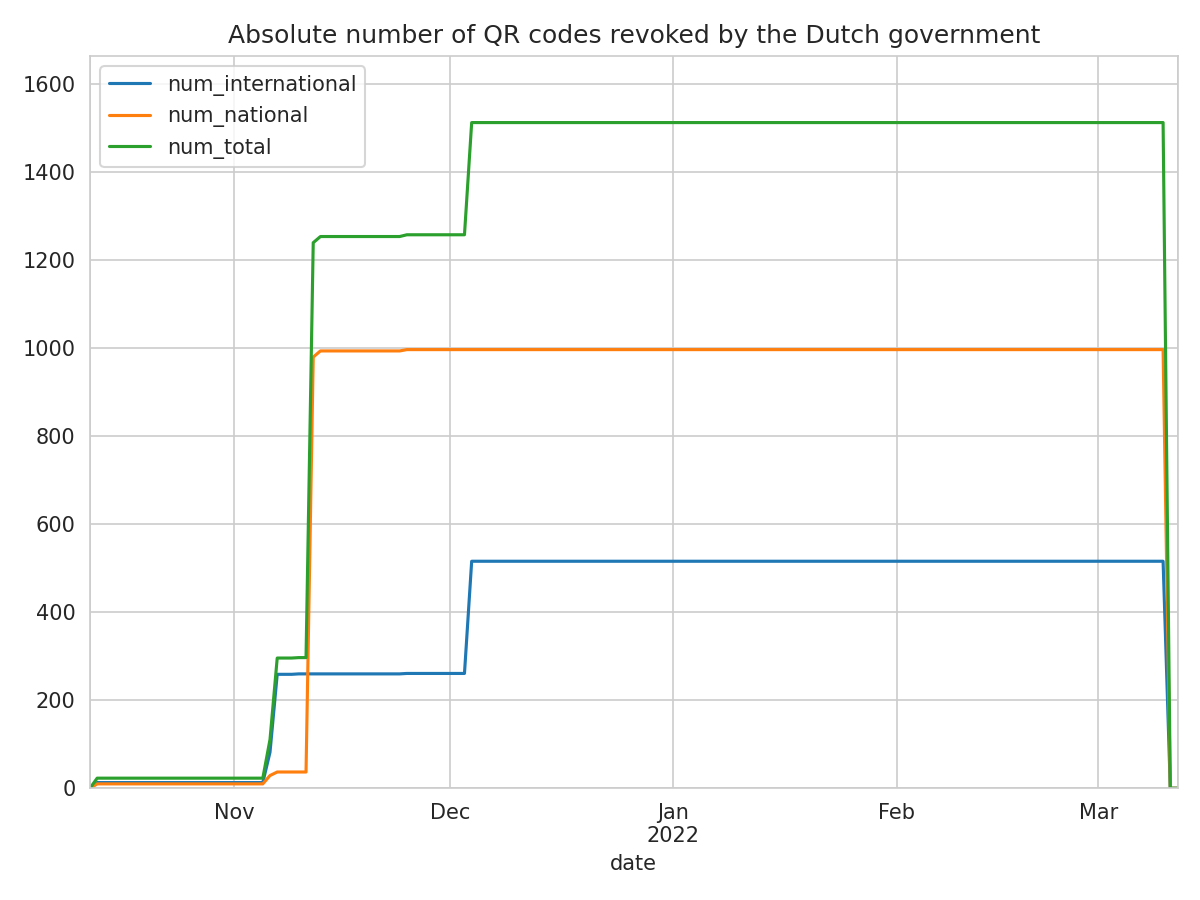 Absolute number of QR codes revoked by the Dutch government
num_international
num_national
num_total
1600
1400
1200
1000
800
600
400
200
0
Nov
Dec
Jan
2022
Feb
Mar
date